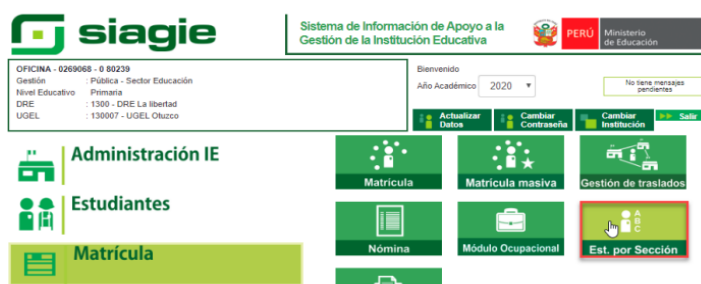 siagie
Sistema de Información de Apoyo a la
Gestión de la Institución Educativa
PERÚ
Ministerio
de Educación
OFICINA - 0269068 - 0 80239
Gestión : Pública - Sector Educación
Nivel Educativo Primaria
DRE : 1300 - DRE La libertad
UGEL : 130007 - UGEL Otuzco
Bienvenido
Año Académico 2020
No tiene mensajes
pendientes
Actualizar
Datos
Cambiar
Contraseña
Cambiar
Institución
Salir
Administración IE
Estudiantes
Matrícula
Matrícula
Matrícula masiva
Gestión de traslados
Nómina
Módulo Ocupacional
A
B
C
Est. por Sección